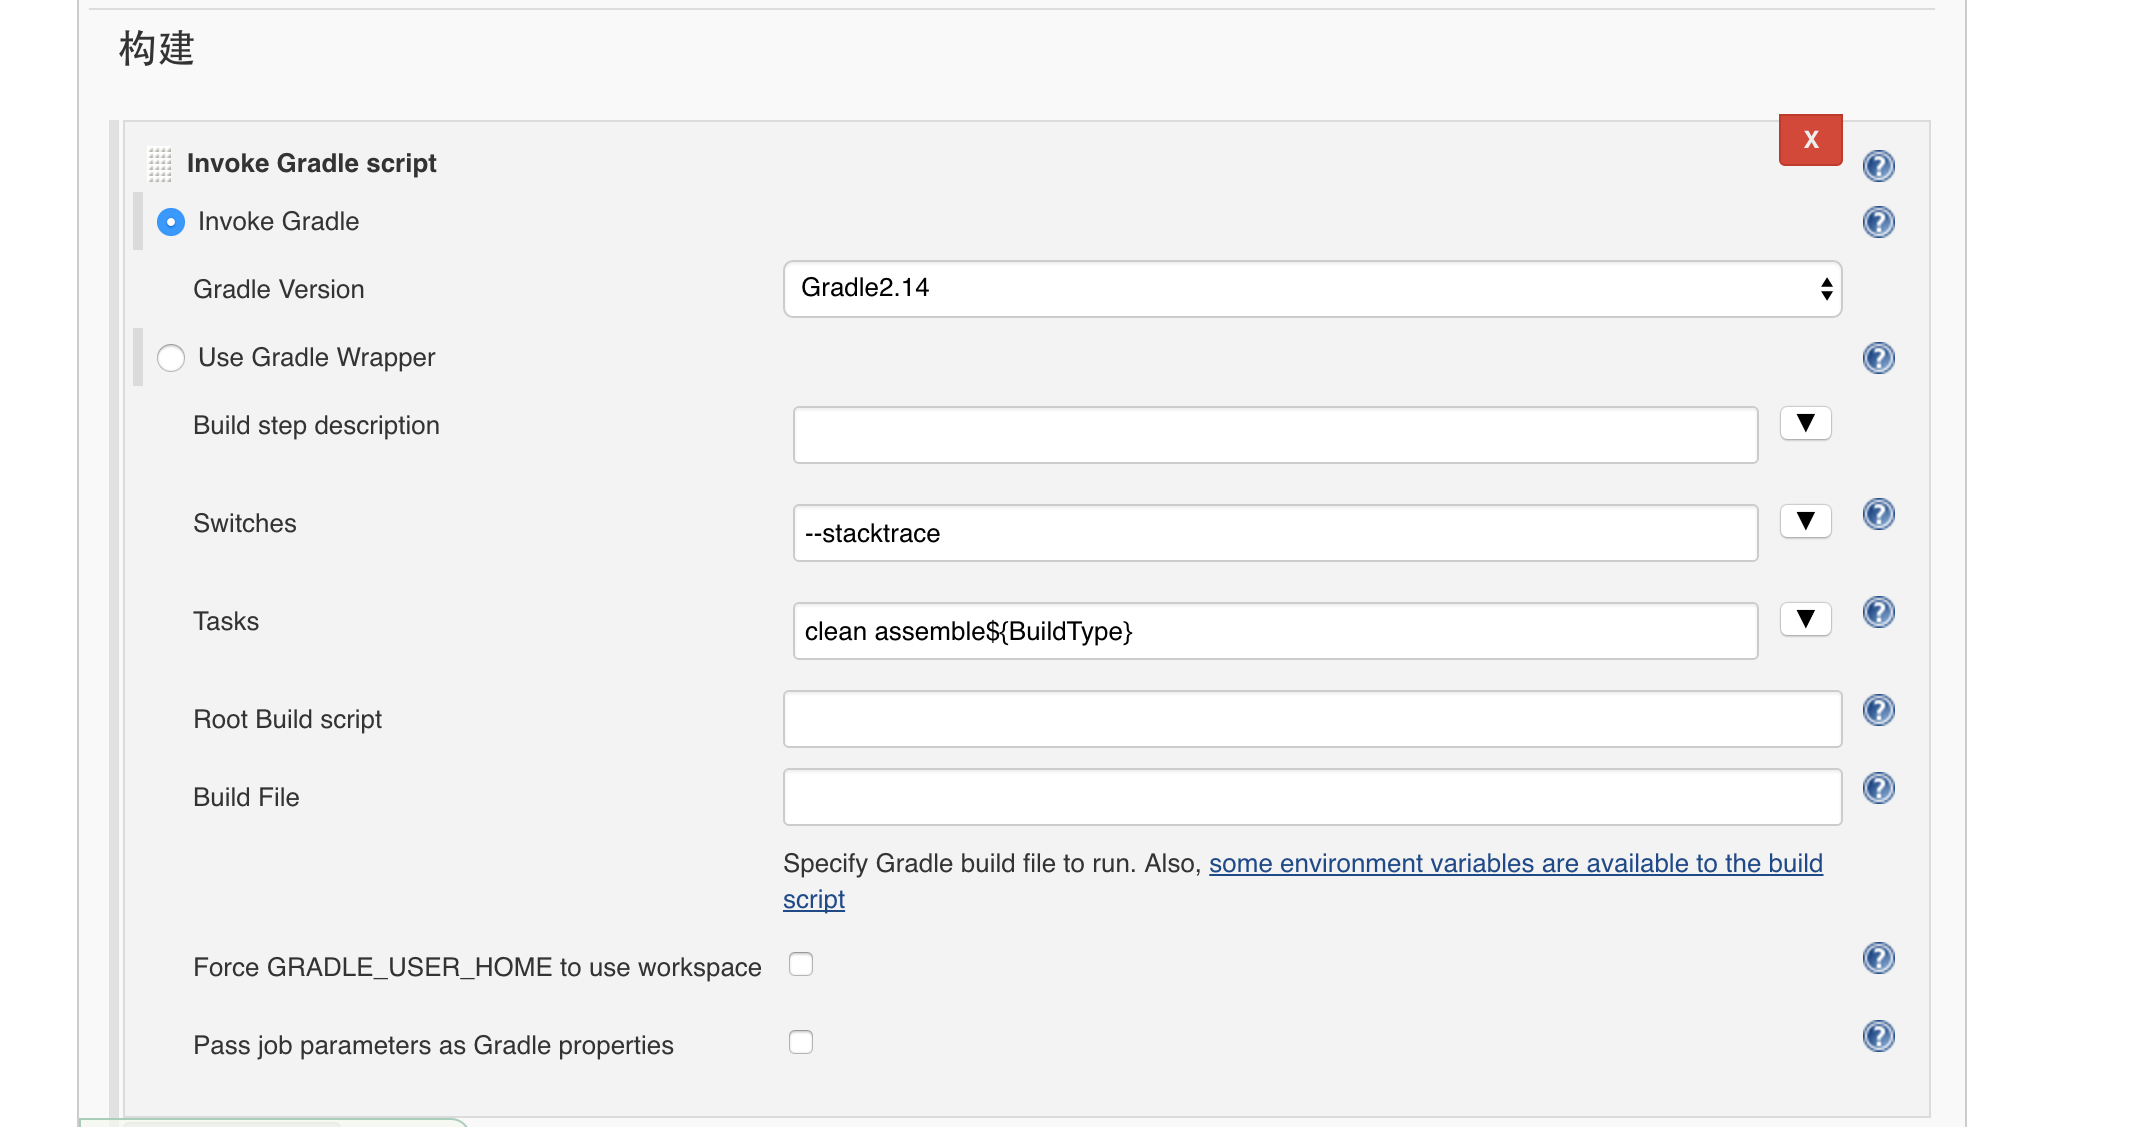 构建
X
Invoke Gradle script
Invoke Gradle
Gradle Version
Gradle2.14
Use Gradle Wrapper
Build step description
Switches
--stacktrace
Tasks
clean assemble${BuildType}
Root Build script
Build File
Specify Gradle build file to run. Also, some environment variables are available to the build
script
Force GRADLE_USER_HOME to use workspace
Pass job parameters as Gradle properties